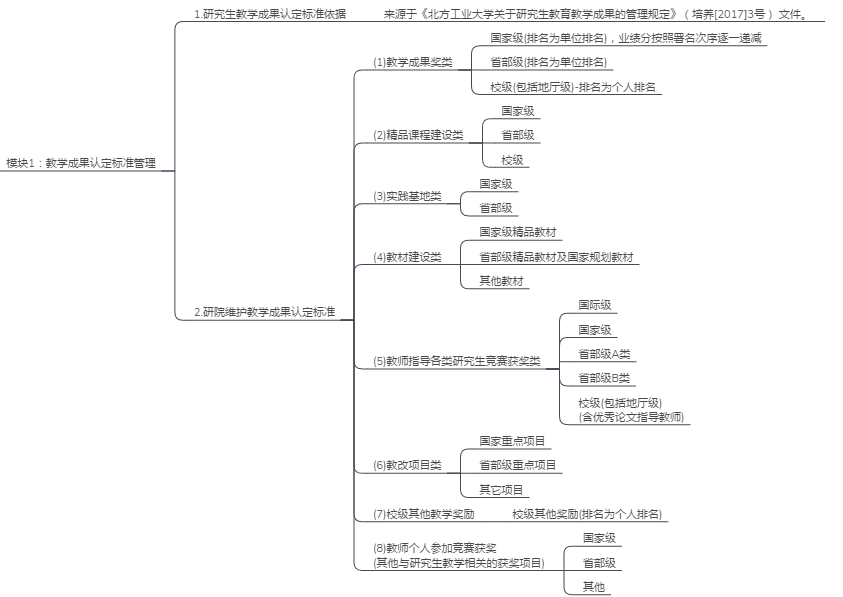 模块1：教学成果认定标准管理
1.研究生教学成果认定标准依据
来源于《北方工业大学关于研究生教育教学成果的管理规定》（培养[2017]3号） 文件。
2.研院维护教学成果认定标准
(1)教学成果奖类
国家级(排名为单位排名)，业绩分按照署名次序逐一递减
省部级(排名为单位排名)
校级(包括地厅级)-排名为个人排名
(2)精品课程建设类
国家级
省部级
校级
(3)实践基地类
国家级
省部级
(4)教材建设类
国家级精品教材
省部级精品教材及国家规划教材
其他教材
(5)教师指导各类研究生竞赛获奖类
国际级
国家级
省部级A类
省部级B类
校级(包括地厅级)
(含优秀论文指导教师)
(6)教改项目类
国家重点项目
省部级重点项目
其它项目
(7)校级其他教学奖励
校级其他奖励(排名为个人排名)
(8)教师个人参加竞赛获奖
(其他与研究生教学相关的获奖项目)
国家级
省部级
其他